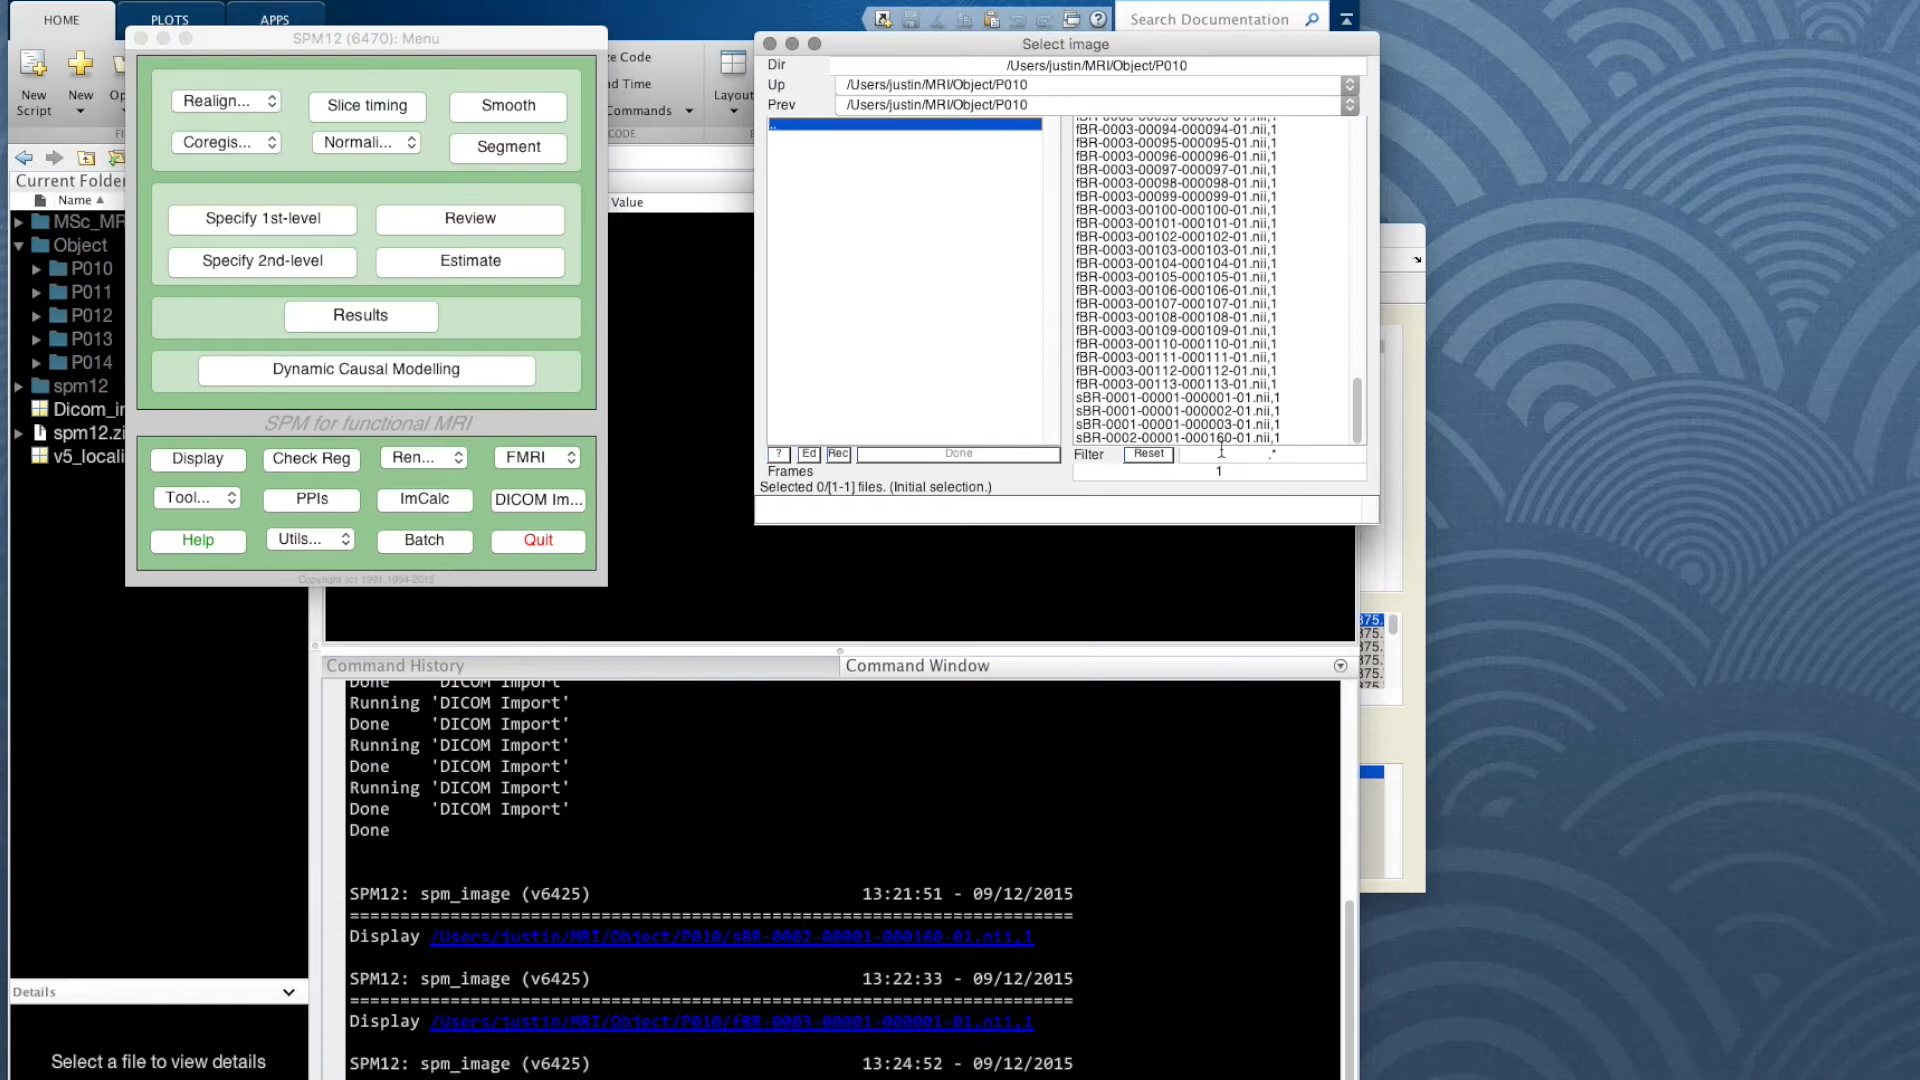 HOME
PLOTS
APPS
Search Documentation
New Script
New
SPM12 (6470): Menu
Realign...
Slice timing
Smooth
Coregis...
Normali...
Segment
Specify 1st-level
Review
Specify 2nd-level
Estimate
Results
Dynamic Causal Modelling
SPM for functional MRI
Display
Check Reg
Ren...
FMRI
Tool...
PPIs
ImCalc
DICOM Im...
Help
Utils...
Batch
Quit
Copyright (c) 1991,1994-2015
ze Code
nd Time
Commands
Layout
CODE
Value
Current Folder
Name
MSc_MR
Object
P010
P011
P012
P013
P014
spm12
Dicom_in
spm12.zi
v5_locali
Details
Select a file to view details
Select image
Dir
/Users/justin/MRI/Object/P010
Up
/Users/justin/MRI/Object/P010
Prev
/Users/justin/MRI/Object/P010
..
fBR-0003-00094-000094-01.nii,1
fBR-0003-00095-000095-01.nii,1
fBR-0003-00096-000096-01.nii,1
fBR-0003-00097-000097-01.nii,1
fBR-0003-00098-000098-01.nii,1
fBR-0003-00099-000099-01.nii,1
fBR-0003-00100-000100-01.nii,1
fBR-0003-00101-000101-01.nii,1
fBR-0003-00102-000102-01.nii,1
fBR-0003-00103-000103-01.nii,1
fBR-0003-00104-000104-01.nii,1
fBR-0003-00105-000105-01.nii,1
fBR-0003-00106-000106-01.nii,1
fBR-0003-00107-000107-01.nii,1
fBR-0003-00108-000108-01.nii,1
fBR-0003-00109-000109-01.nii,1
fBR-0003-00110-000110-01.nii,1
fBR-0003-00111-000111-01.nii,1
fBR-0003-00112-000112-01.nii,1
fBR-0003-00113-000113-01.nii,1
sBR-0001-00001-000001-01.nii,1
sBR-0001-00001-000002-01.nii,1
sBR-0001-00001-000003-01.nii,1
sBR-0002-00001-000160-01.nii,1
?
Ed
Rec
Done
Filter
Reset
.*
Frames
1
Selected 0/[1-1] files. (Initial selection.)
375.
375.
375.
375.
375.
Command History
Command Window
Done 'DICOM Import'
Running 'DICOM Import'
Done 'DICOM Import'
Running 'DICOM Import'
Done 'DICOM Import'
Running 'DICOM Import'
Done 'DICOM Import'
Done
SPM12: spm_image (v6425) 13:21:51 - 09/12/2015
========================================================================
Display /Users/justin/MRI/Object/P010/sBR-0002-00001-000160-01.nii,1
SPM12: spm_image (v6425) 13:22:33 - 09/12/2015
========================================================================
Display /Users/justin/MRI/Object/P010/fBR-0003-00001-000001-01.nii,1
SPM12: spm_image (v6425) 13:24:52 - 09/12/2015